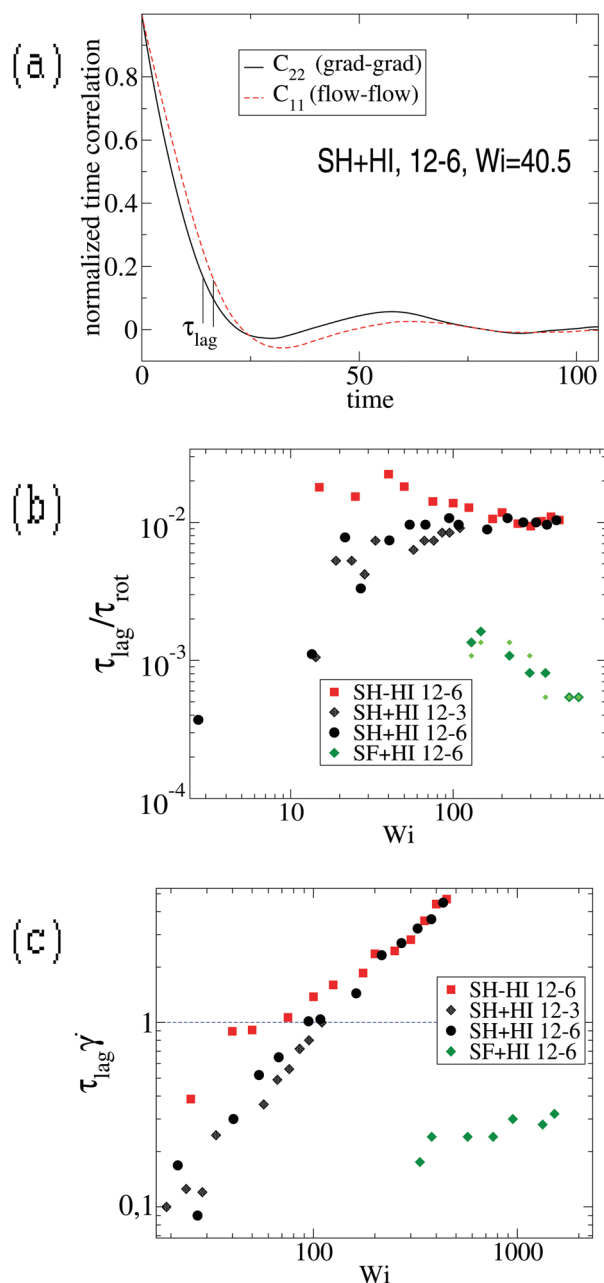 (a)
normalized time correlation
0.8
0.6
0.4
0.2
0
C22 (grad-grad)
C11 (flow-flow)
SH+HI, 12-6, Wi=40.5
τlag
0 50 100
time
(b)
τlag/τrot
10-2
10-3
10-4
SH-HI 12-6
SH+HI 12-3
SH+HI 12-6
SF+HI 12-6
10 100
Wi
(c)
τlagγ̇
1
0,1
SH-HI 12-6
SH+HI 12-3
SH+HI 12-6
SF+HI 12-6
100 1000
Wi